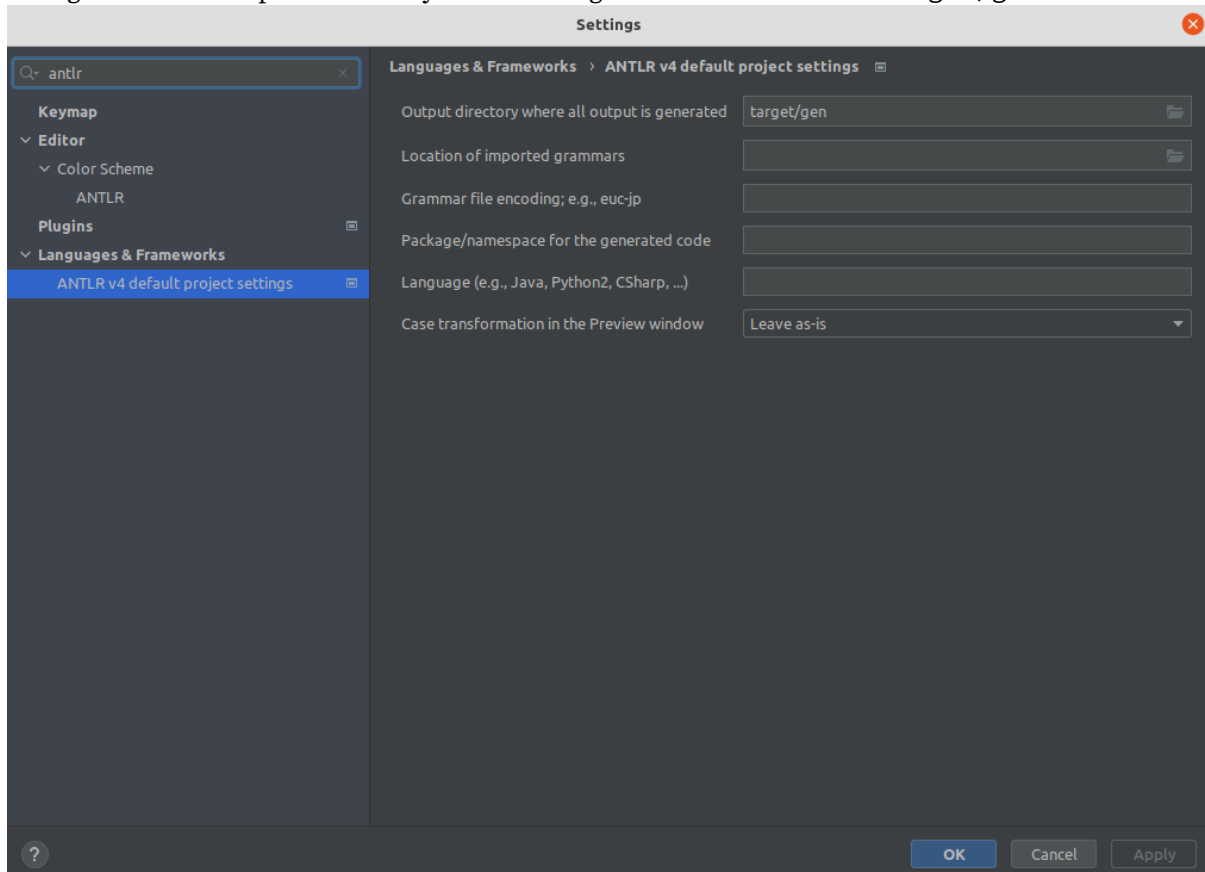 Settings
antlr
Keymap
Editor
Color Scheme
ANTLR
Plugins
Languages & Frameworks
ANTLR v4 default project settings
Languages & Frameworks › ANTLR v4 default project settings
Output directory where all output is generated target/gen
Location of imported grammars
Grammar file encoding; e.g., euc-jp
Package/namespace for the generated code
Language (e.g., Java, Python2, CSharp, ...)
Case transformation in the Preview window Leave as-is
? OK Cancel Apply